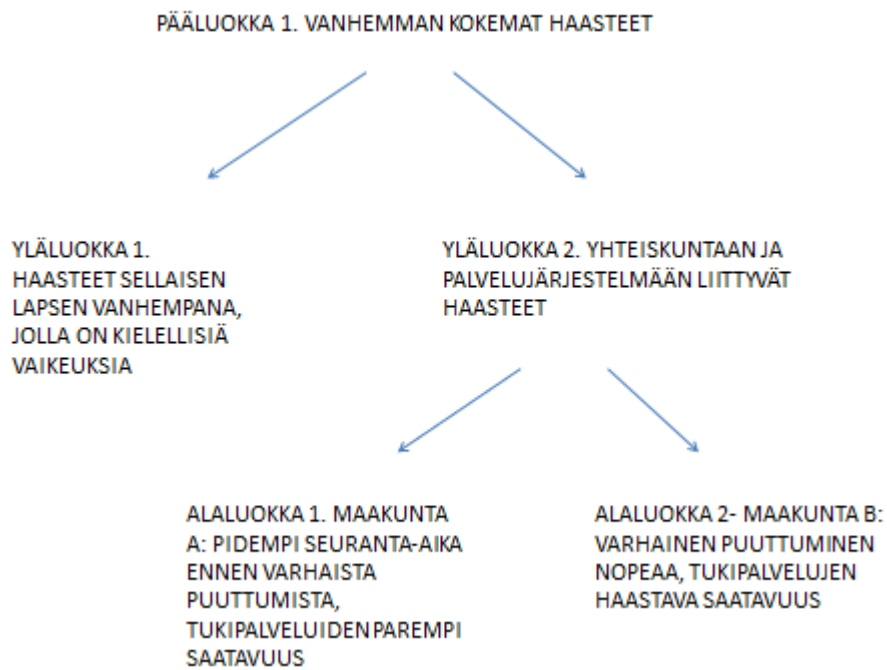 PÄÄLUOKKA 1. VANHEMMAN KOKEMAT HAASTEET
YLÄLUOKKA 1.
HAASTEET SELLAISEN
LAPSEN VANHEMPANA,
JOLLA ON KIELELLISIÄ
VAIKEUKSIA
YLÄLUOKKA 2. YHTEISKUNTAAN JA
PALVELUJÄRJESTELMÄÄN LIITTYVÄT
HAASTEET
ALALUOKKA 1. MAAKUNTA
A: PIDEMPI SEURANTA-AIKA
ENNEN VARHAISTA
PUUTTUMISTA,
TUKIPALVELUIDEN PAREMPI
SAATAVUUS
ALALUOKKA 2- MAAKUNTA B:
VARHAINEN PUUTTUMINEN
NOPEAA, TUKIPALVELUJEN
HAASTAVA SAATAVUUS